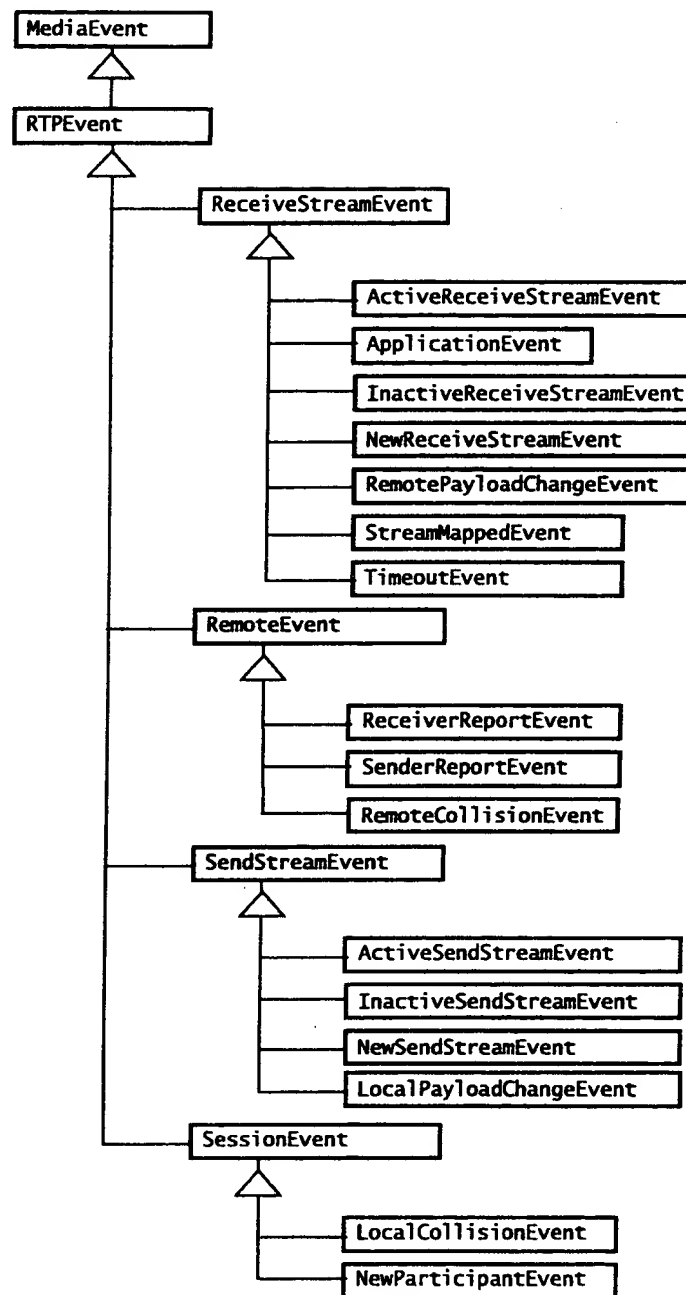 MediaEvent
RTPEvent
ReceiveStreamEvent
ActiveReceiveStreamEvent
ApplicationEvent
InactiveReceiveStreamEvent
NewReceiveStreamEvent
RemotePayloadChangeEvent
StreamMappedEvent
TimeoutEvent
RemoteEvent
ReceiverReportEvent
SenderReportEvent
RemoteCollisionEvent
SendStreamEvent
ActiveSendStreamEvent
InactiveSendStreamEvent
NewSendStreamEvent
LocalPayloadChangeEvent
SessionEvent
LocalCollisionEvent
NewParticipantEvent